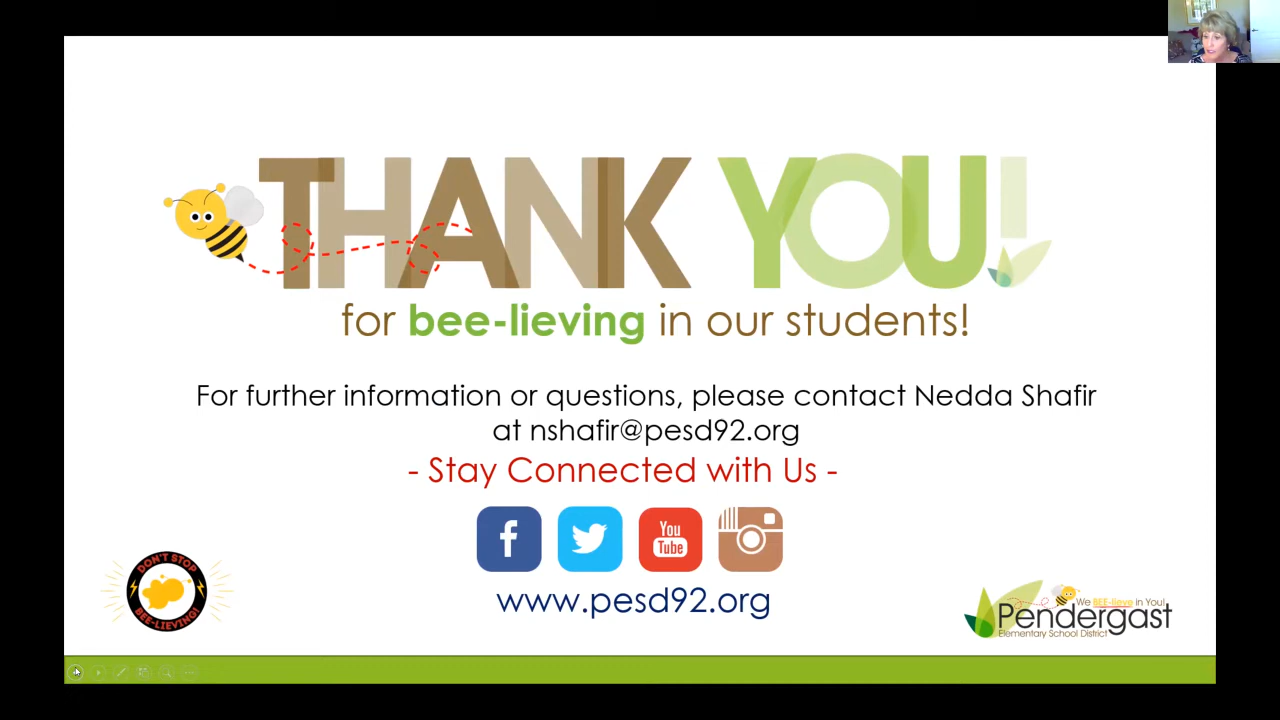 THANK YOU!
for bee-lieving in our students!
For further information or questions, please contact Nedda Shafir
at nshafir@pesd92.org
- Stay Connected with Us -
f
You
Tube
www.pesd92.org
DON'T STOP
BEE-LIEVING!
We BEE-lieve in You!
Pendergast
Elementary School District